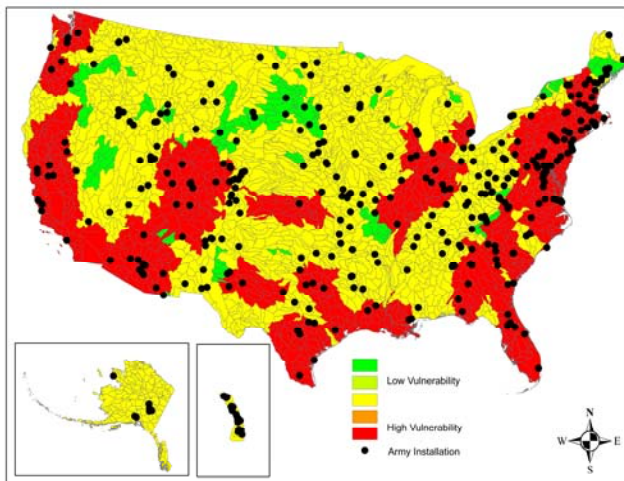 Low Vulnerability
High Vulnerability
Army Installation
N
W E
S